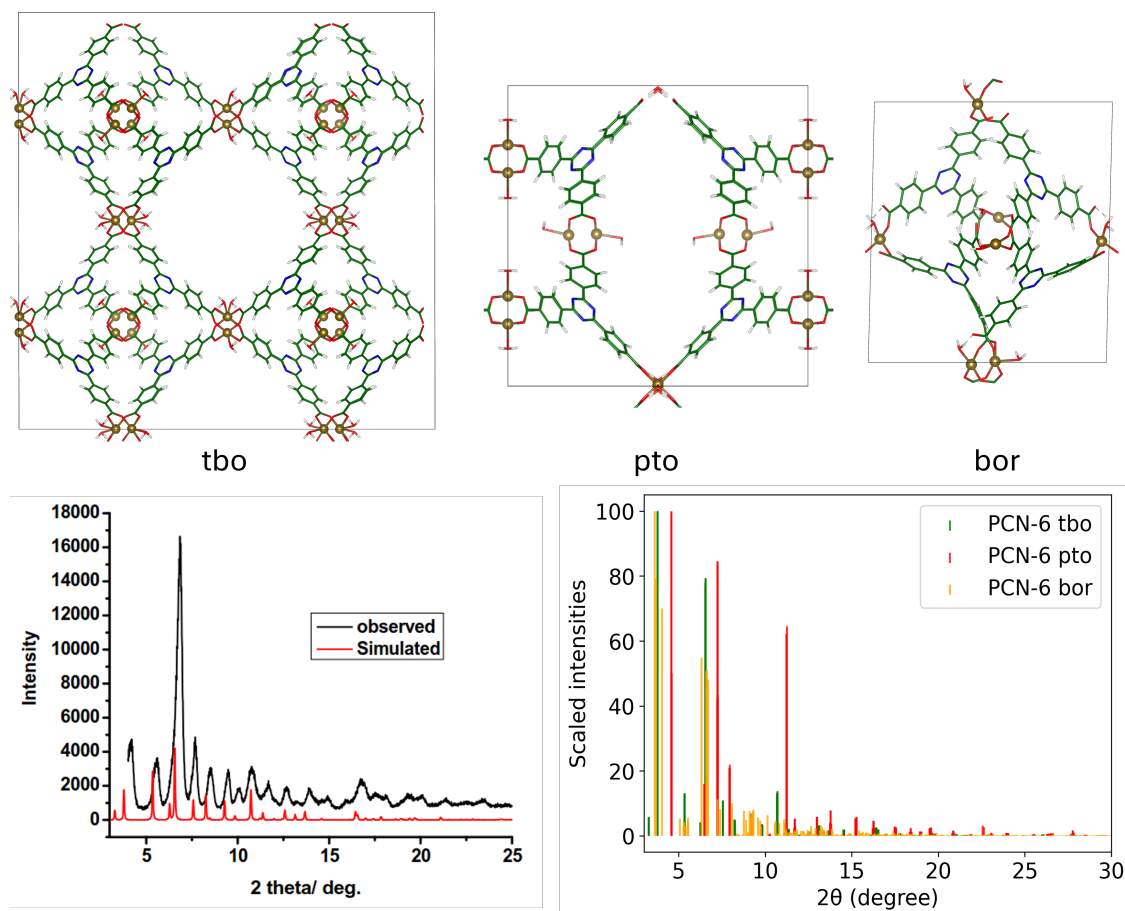 tbo
pto
bor
18000
16000
14000
12000
10000
8000
6000
4000
2000
0
Intensity
observed
Simulated
5
10
15
20
25
2 theta/ deg.
100
80
60
40
20
0
Scaled intensities
PCN-6 tbo
PCN-6 pto
PCN-6 bor
5
10
15
20
25
30
2θ (degree)